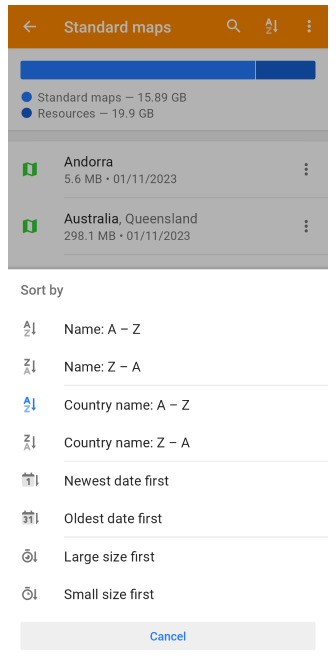 Standard maps
Standard maps — 15.89 GB
Resources — 19.9 GB
Andorra
5.6 MB • 01/11/2023
Australia, Queensland
298.1 MB • 01/11/2023
Sort by
Name: A – Z
Name: Z – A
Country name: A – Z
Country name: Z – A
Newest date first
Oldest date first
Large size first
Small size first
Cancel